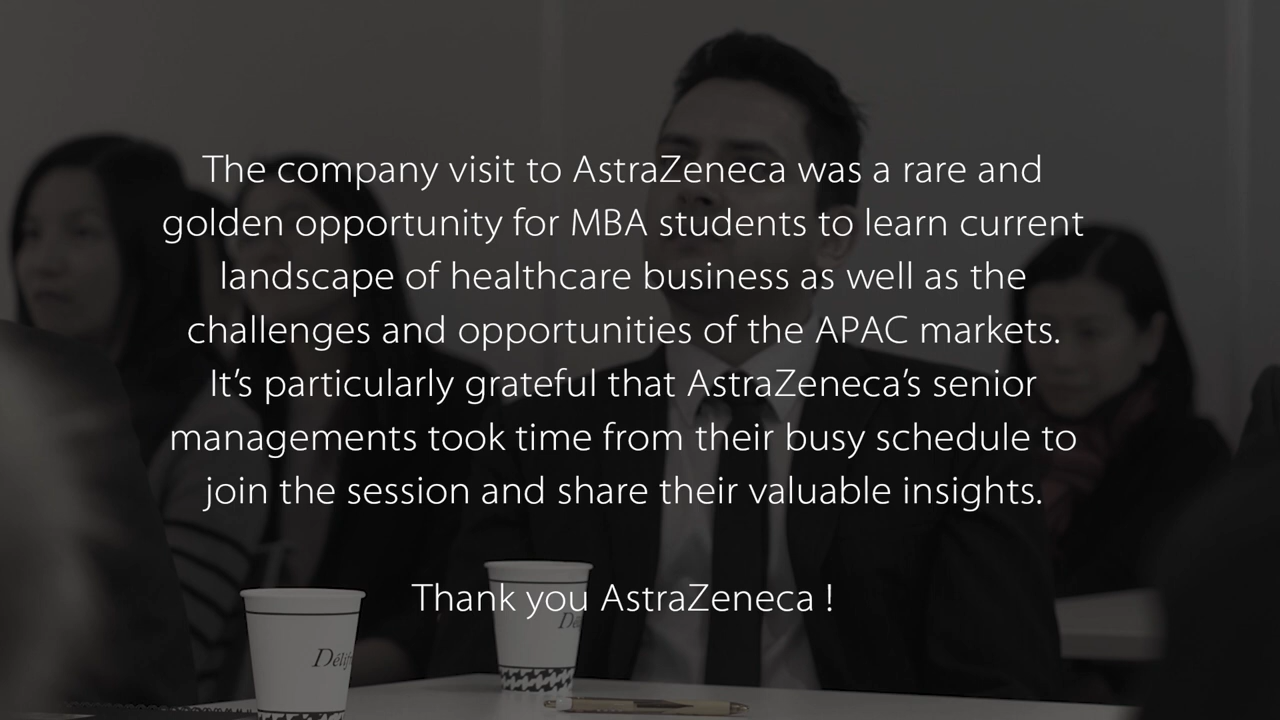 The company visit to AstraZeneca was a rare and
golden opportunity for MBA students to learn current
landscape of healthcare business as well as the
challenges and opportunities of the APAC markets.
It’s particularly grateful that AstraZeneca’s senior
managements took time from their busy schedule to
join the session and share their valuable insights.
Thank you AstraZeneca !